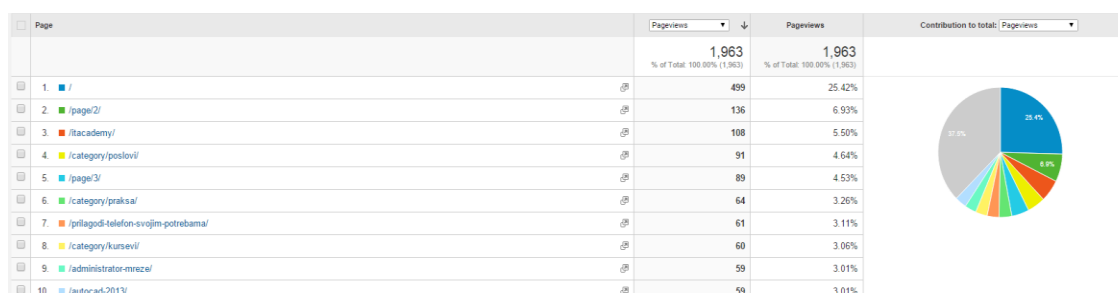 Page Pageviews Pageviews Contribution to total: Pageviews
1,963 1,963
% of Total: 100.00% (1,963) % of Total: 100.00% (1,963)
1. / 499 25.42%
2. /page/2/ 136 6.93%
3. /itacademy/ 108 5.50%
4. /category/poslovi/ 91 4.64%
5. /page/3/ 89 4.53%
6. /category/praksa/ 64 3.26%
7. /prilagodi-telefon-svojim-potrebama/ 61 3.11%
8. /category/kursevi/ 60 3.06%
9. /administrator-mreze/ 59 3.01%
10. /autocad-2013/ 59 3.01%
25.4%
6.9%
37.5%